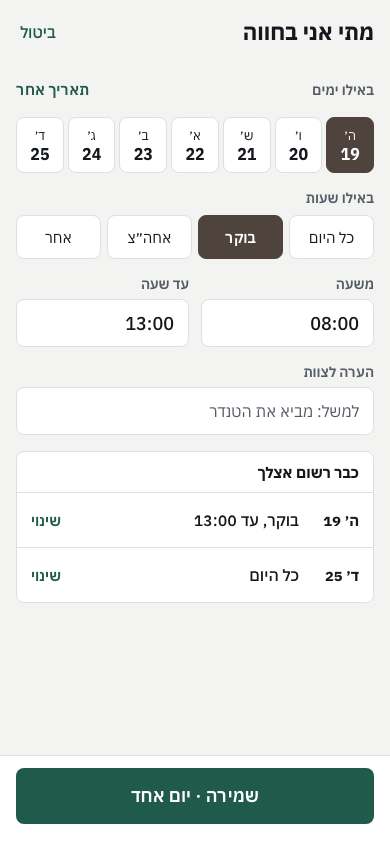 מתי אני בחווה
ביטול
באילו ימים
תאריך אחר
ה׳ ו׳ ש׳ א׳ ב׳ ג׳ ד׳
19 20 21 22 23 24 25
באילו שעות
כל היום
בוקר
אחה״צ
אחר
משעה
עד שעה
08:00
13:00
הערה לצוות
למשל: מביא את הטנדר
כבר רשום אצלך
ה׳ 19 בוקר, עד 13:00 שינוי
ד׳ 25 כל היום שינוי
שמירה · יום אחד